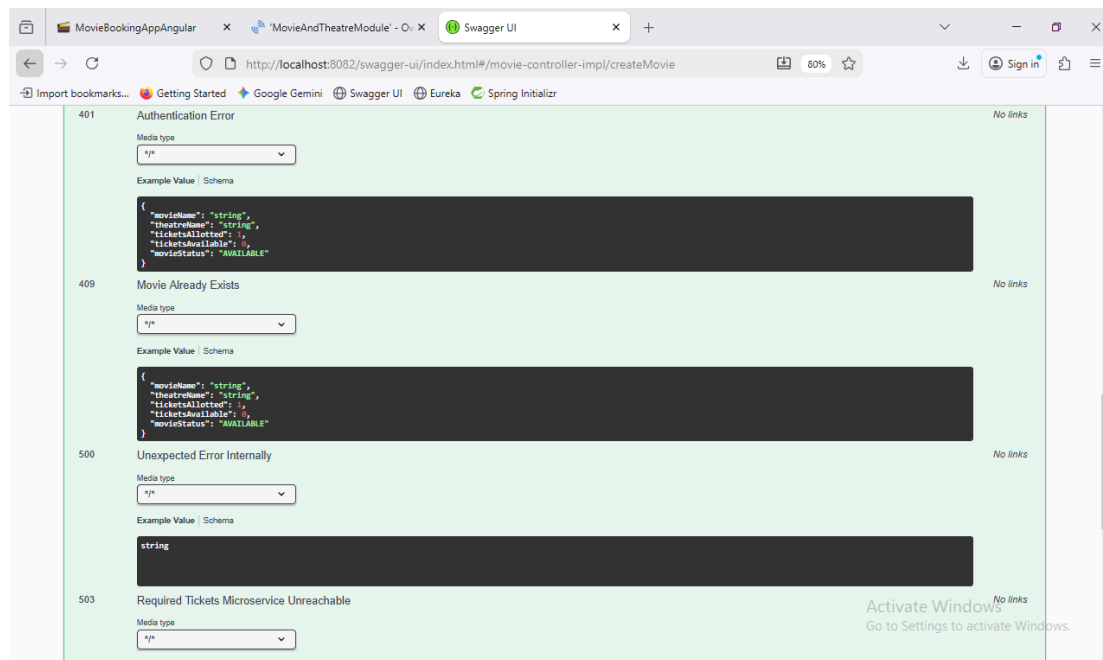 MovieBookingAppAngular
'MovieAndTheatreModule' - Ov
Swagger UI
http://localhost:8082/swagger-ui/index.html#/movie-controller-impl/createMovie
80%
Sign in
Import bookmarks... Getting Started Google Gemini Swagger UI Eureka Spring Initializr
401 Authentication Error No links
Media type
*/*
Example Value Schema
{
"movieName": "string",
"theatreName": "string",
"ticketsAllotted": 1,
"ticketsAvailable": 0,
"movieStatus": "AVAILABLE"
}
409 Movie Already Exists No links
Media type
*/*
Example Value Schema
{
"movieName": "string",
"theatreName": "string",
"ticketsAllotted": 1,
"ticketsAvailable": 0,
"movieStatus": "AVAILABLE"
}
500 Unexpected Error Internally No links
Media type
*/*
Example Value Schema
string
503 Required Tickets Microservice Unreachable No links
Media type
*/*
Activate Windows
Go to Settings to activate Windows.